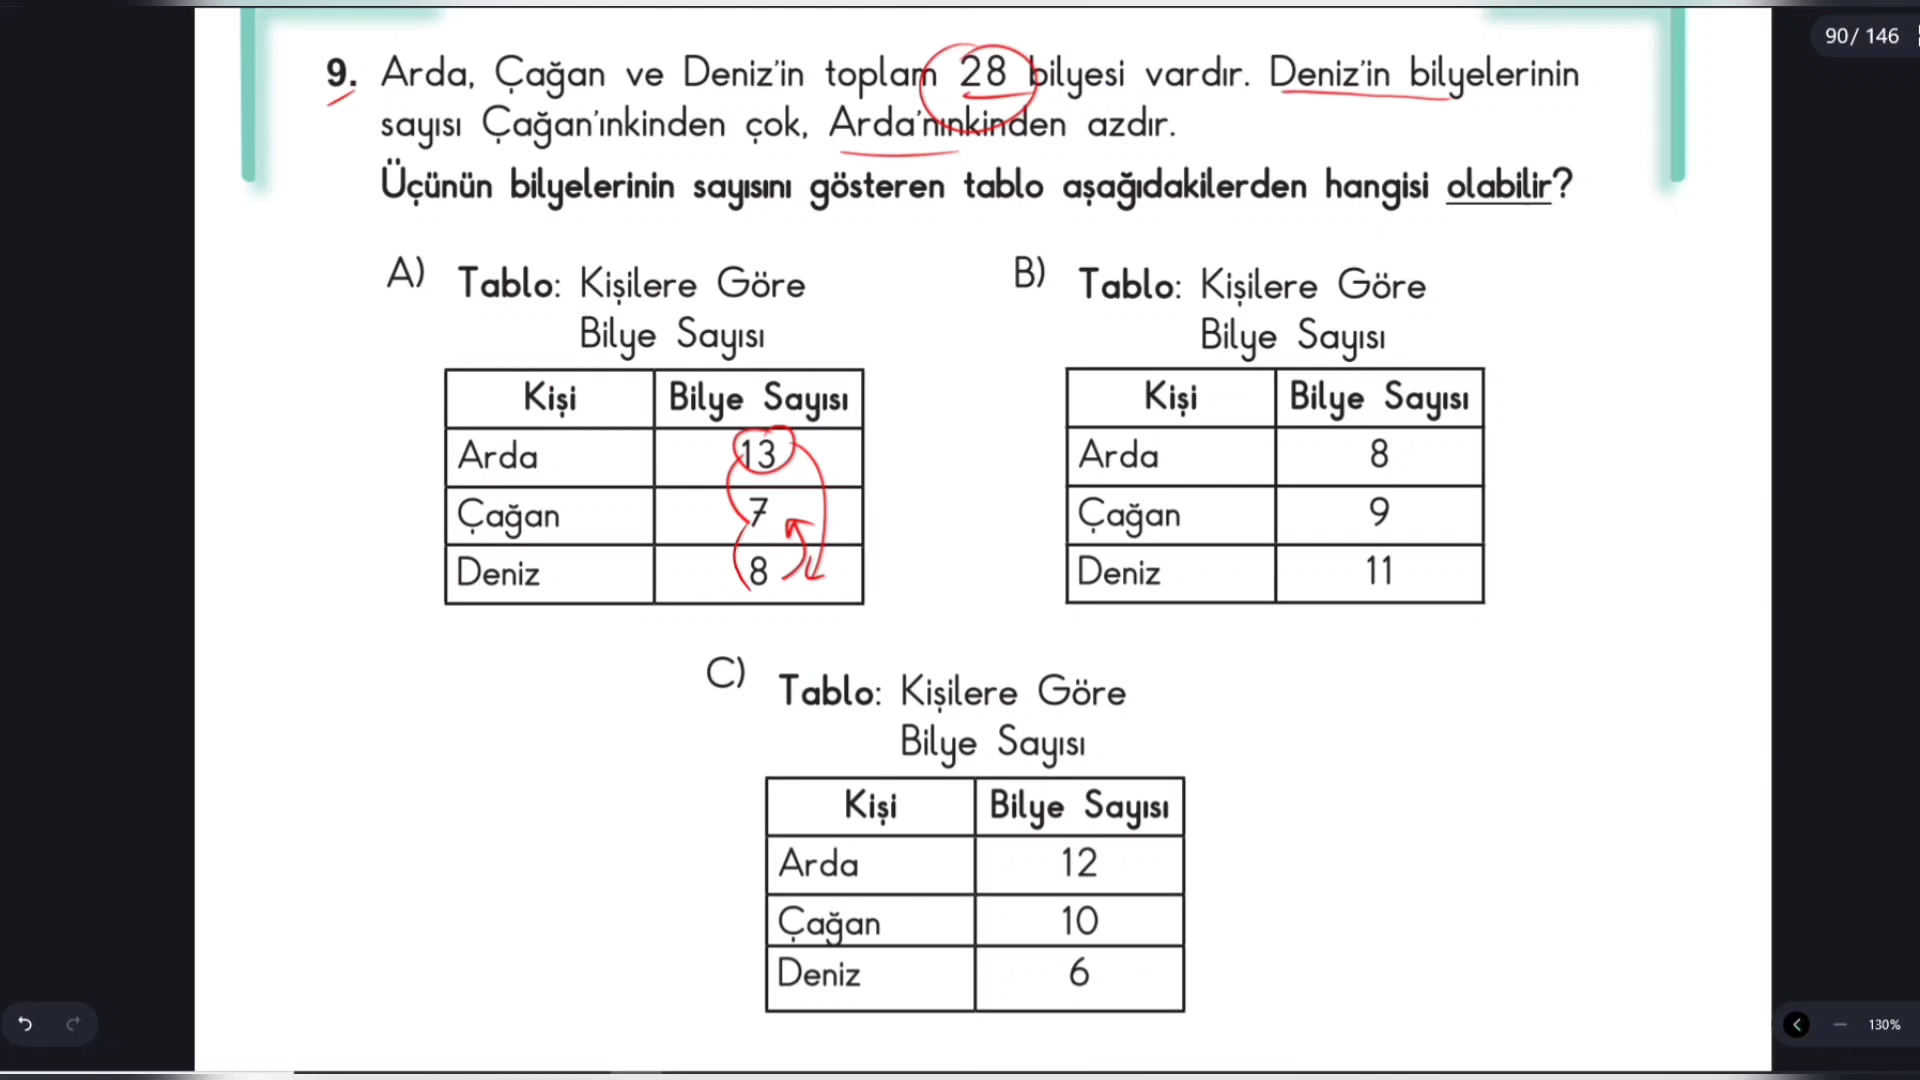 90/ 146
9. Arda, Çağan ve Deniz'in toplam 28 bilyesi vardır. Deniz'in bilyelerinin
sayısı Çağan'ınkinden çok, Arda'nınkinden azdır.
Üçünün bilyelerinin sayısını gösteren tablo aşağıdakilerden hangisi olabilir?
A) Tablo: Kişilere Göre
Bilye Sayısı
Kişi Bilye Sayısı
Arda 13
Çağan 7
Deniz 8
B) Tablo: Kişilere Göre
Bilye Sayısı
Kişi Bilye Sayısı
Arda 8
Çağan 9
Deniz 11
C) Tablo: Kişilere Göre
Bilye Sayısı
Kişi Bilye Sayısı
Arda 12
Çağan 10
Deniz 6
130%